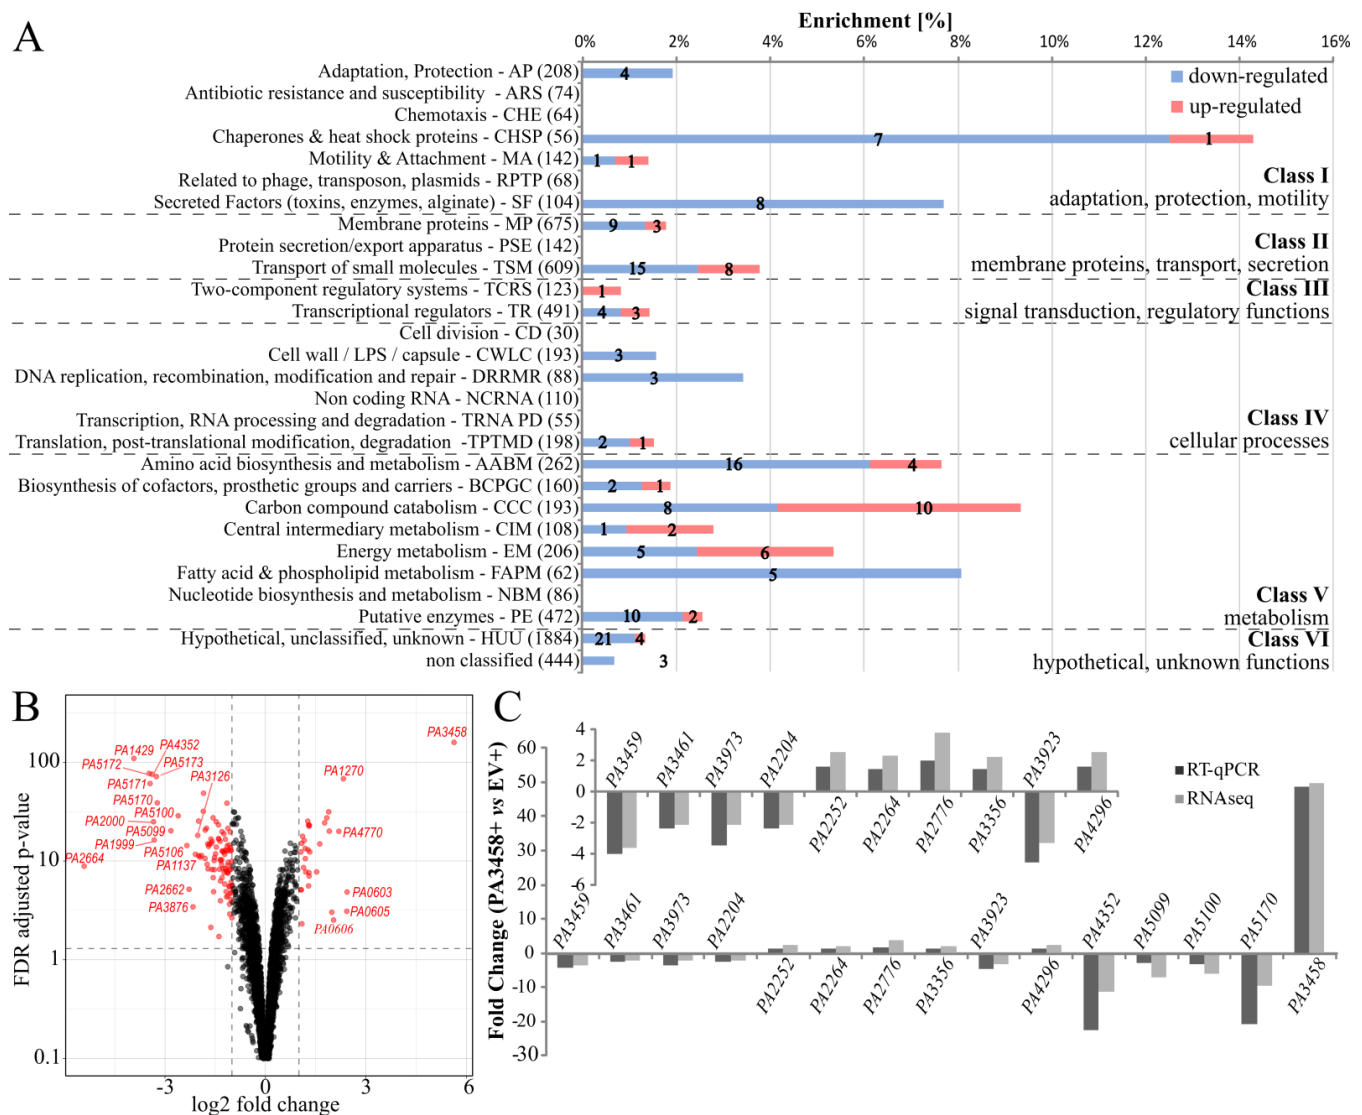 A
Enrichment [%]
0% 2% 4% 6% 8% 10% 12% 14% 16%
down-regulated
up-regulated
Adaptation, Protection - AP (208) 4
Antibiotic resistance and susceptibility - ARS (74)
Chemotaxis - CHE (64)
Chaperones & heat shock proteins - CHSP (56) 7 1
Motility & Attachment - MA (142) 1 1
Related to phage, transposon, plasmids - RPTP (68)
Secreted Factors (toxins, enzymes, alginate) - SF (104) 8
Class I
adaptation, protection, motility
Membrane proteins - MP (675) 9 3
Protein secretion/export apparatus - PSE (142)
Transport of small molecules - TSM (609) 15 8
Class II
membrane proteins, transport, secretion
Two-component regulatory systems - TCRS (123) 1
Transcriptional regulators - TR (491) 4 3
Class III
signal transduction, regulatory functions
Cell division - CD (30)
Cell wall / LPS / capsule - CWLC (193) 3
DNA replication, recombination, modification and repair - DRRMR (88) 3
Non coding RNA - NCRNA (110)
Transcription, RNA processing and degradation - TRNA PD (55)
Translation, post-translational modification, degradation -TPTMD (198) 2 1
Class IV
cellular processes
Amino acid biosynthesis and metabolism - AABM (262) 16 4
Biosynthesis of cofactors, prosthetic groups and carriers - BCPGC (160) 2 1
Carbon compound catabolism - CCC (193) 8 10
Central intermediary metabolism - CIM (108) 1 2
Energy metabolism - EM (206) 5 6
Fatty acid & phospholipid metabolism - FAPM (62) 5
Nucleotide biosynthesis and metabolism - NBM (86)
Putative enzymes - PE (472) 10 2
Class V
metabolism
Hypothetical, unclassified, unknown - HUU (1884) 21 4
non classified (444) 3
Class VI
hypothetical, unknown functions
B
FDR adjusted p-value
100
10
1
0.1
-3 0 3 6
log2 fold change
PA3458
PA1429
PA4352
PA5172
PA5173
PA5171
PA3126
PA1270
PA5170
PA5100
PA2000
PA5099
PA4770
PA1999
PA5106
PA2664
PA1137
PA2662
PA0603
PA3876
PA0605
PA0606
C
Fold Change (PA3458+ vs EV+)
RT-qPCR
RNAseq
4
2
0
-2
-4
-6
PA3459 PA3461 PA3973 PA2204 PA2252 PA2264 PA2776 PA3356 PA3923 PA4296
60
50
40
30
20
10
0
-10
-20
-30
PA3459 PA3461 PA3973 PA2204 PA2252 PA2264 PA2776 PA3356 PA3923 PA4296 PA4352 PA5099 PA5100 PA5170 PA3458